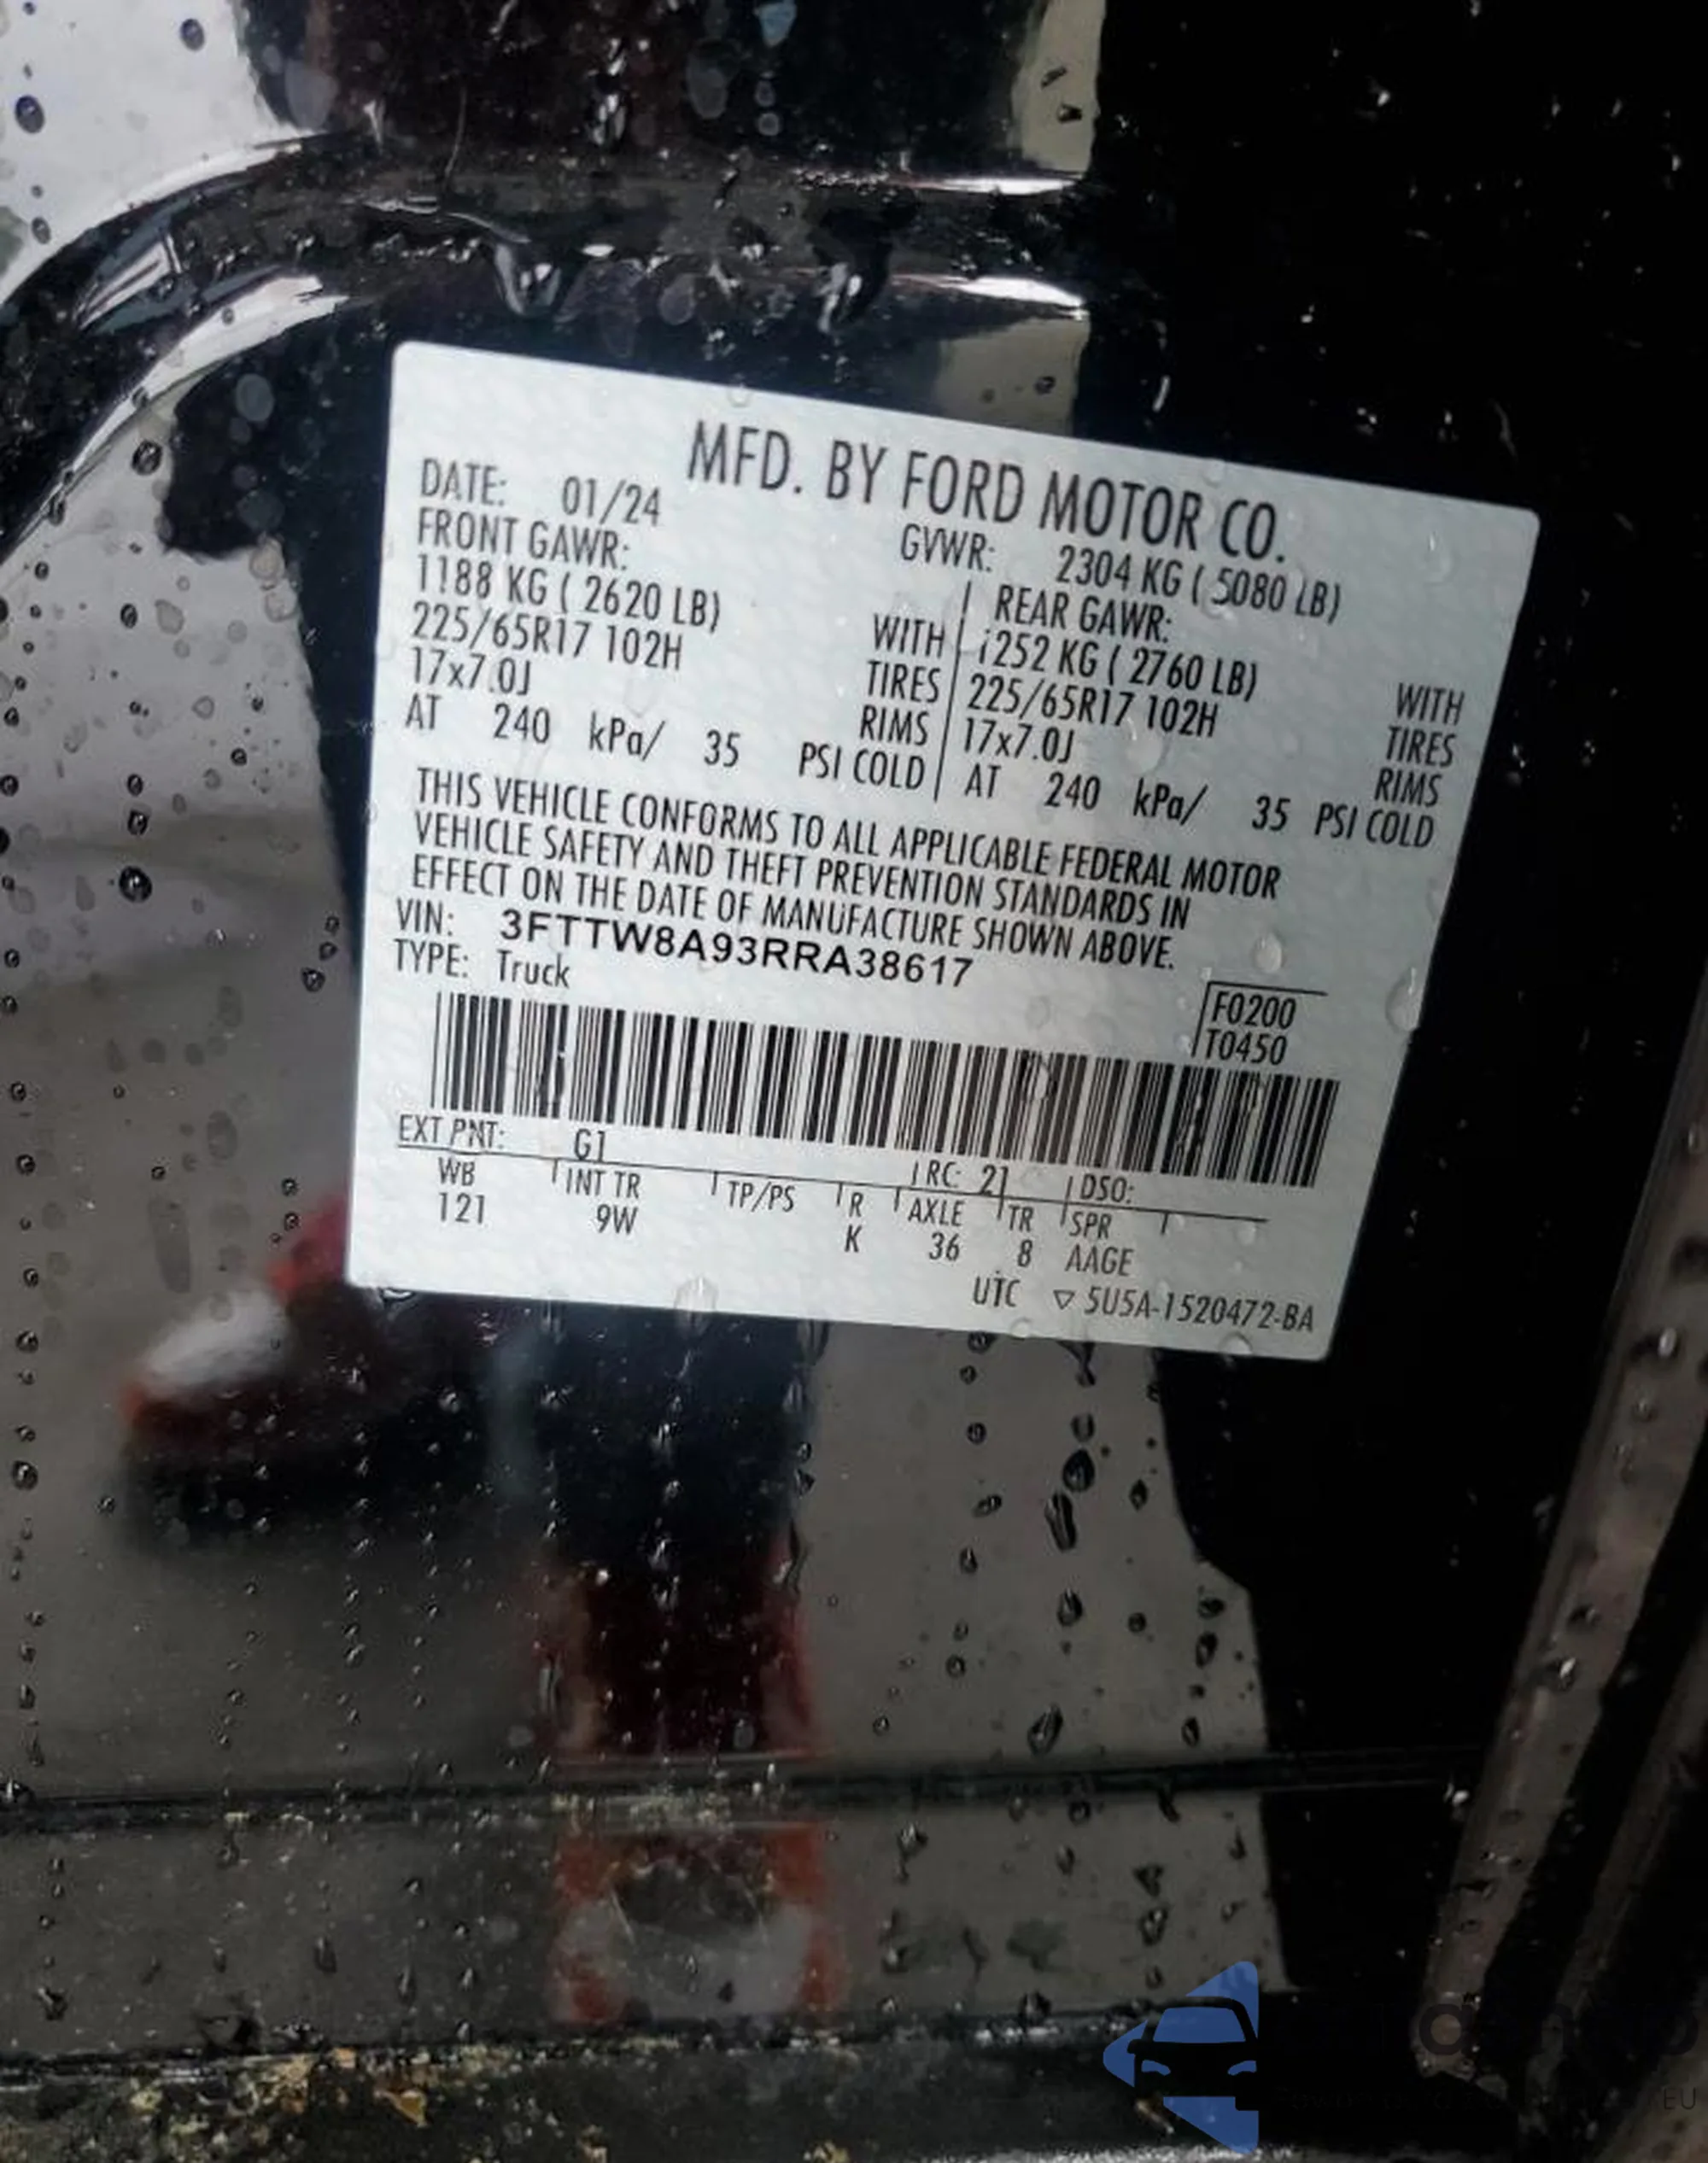 MFD. BY FORD MOTOR CO.
DATE: 01/24
GVWR: 2304 KG ( 5080 LB)
FRONT GAWR:
REAR GAWR:
1188 KG ( 2620 LB) WITH
1252 KG ( 2760 LB) WITH
225/65R17 102H TIRES
225/65R17 102H TIRES
17x7.0J RIMS
17x7.0J RIMS
AT 240 kPa/ 35 PSI COLD
AT 240 kPa/ 35 PSI COLD
THIS VEHICLE CONFORMS TO ALL APPLICABLE FEDERAL MOTOR
VEHICLE SAFETY AND THEFT PREVENTION STANDARDS IN
EFFECT ON THE DATE OF MANUFACTURE SHOWN ABOVE.
VIN: 3FTTW8A93RRA38617
TYPE: Truck
F0200
T0450
EXT PNT: G1 RC: 21 DSO:
WB INT TR TP/PS R AXLE TR SPR
121 9W K 36 8 AAGE
UTC ▽ 5U5A-1520472-BA
EU